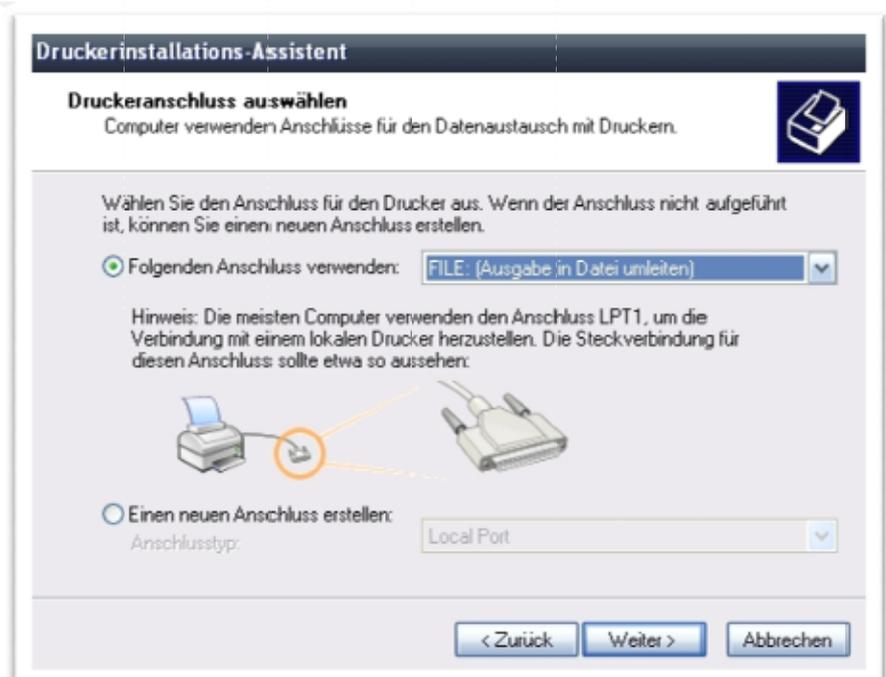 Druckerinstallations-Assistent
Druckeranschluss auswählen
Computer verwenden Anschlüsse für den Datenaustausch mit Druckern.
Wählen Sie den Anschluss für den Drucker aus. Wenn der Anschluss nicht aufgeführt
ist, können Sie einen neuen Anschluss erstellen.
Folgenden Anschluss verwenden: FILE: (Ausgabe in Datei umleiten)
Hinweis: Die meisten Computer verwenden den Anschluss LPT1, um die
Verbindung mit einem lokalen Drucker herzustellen. Die Steckverbindung für
diesen Anschluss sollte etwa so aussehen:
Einen neuen Anschluss erstellen:
Anschlusstyp: Local Port
< Zurück Weiter > Abbrechen